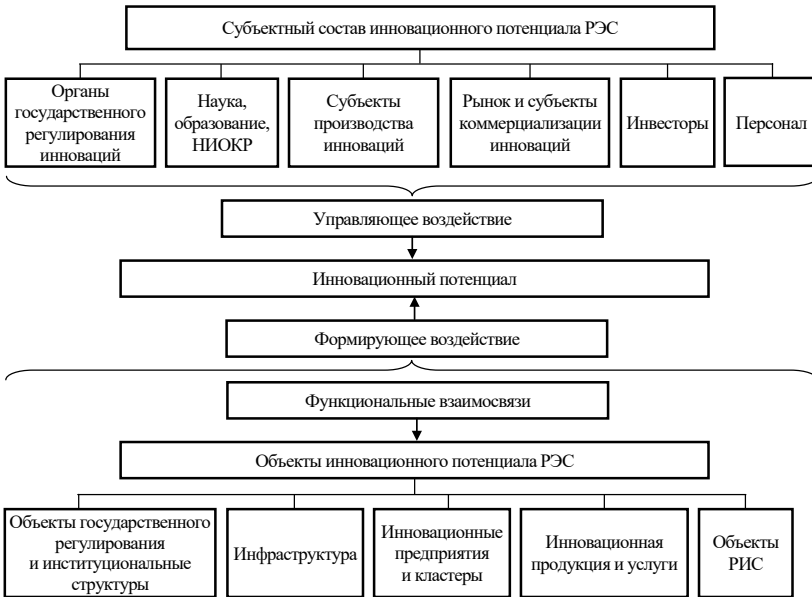 Субъектный состав инновационного потенциала РЭС
Органы
государственного
регулирования
инноваций
Наука,
образование,
НИОКР
Субъекты
производства
инноваций
Рынок и субъекты
коммерциализации
инноваций
Инвесторы
Персонал
Управляющее воздействие
Инновационный потенциал
Формирующее воздействие
Функциональные взаимосвязи
Объекты инновационного потенциала РЭС
Объекты государственного
регулирования
и институциональные
структуры
Инфраструктура
Инновационные
предприятия
и кластеры
Инновационная
продукция и услуги
Объекты
РИС